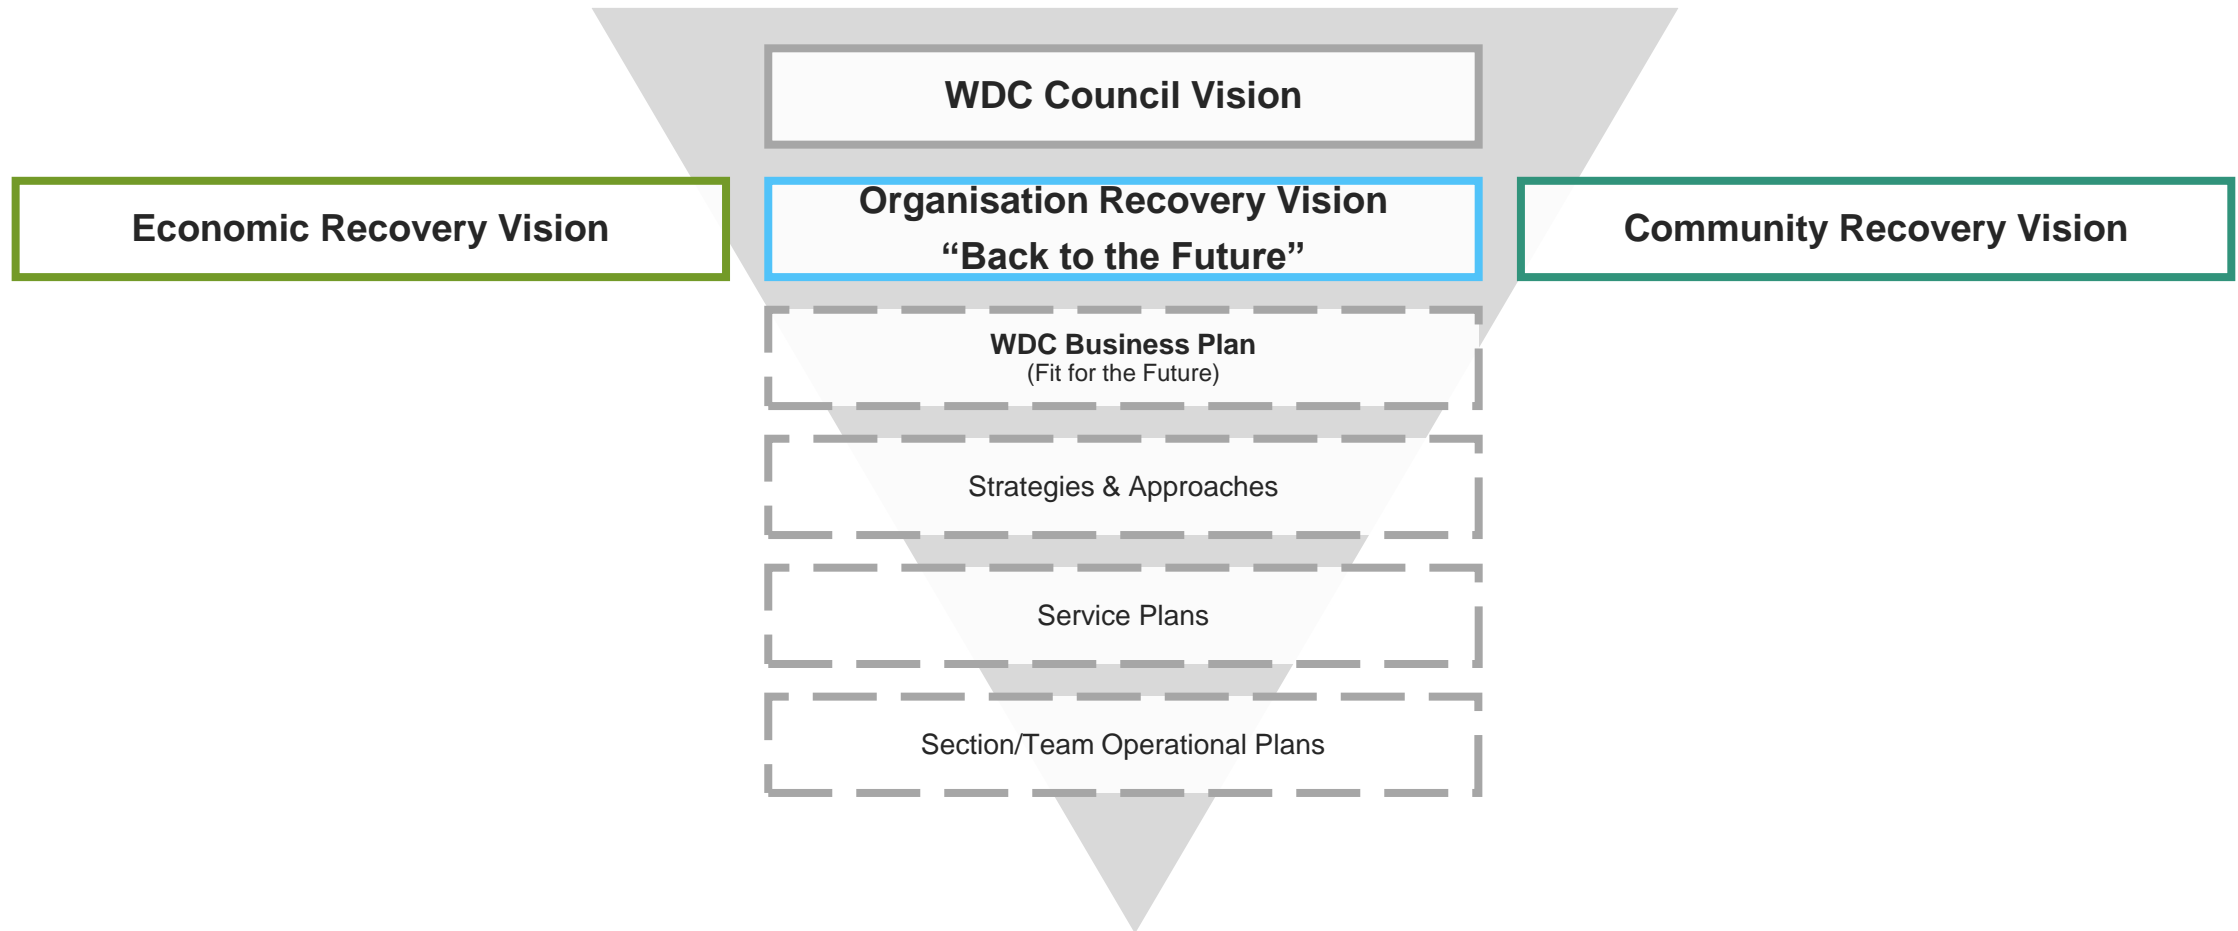 WDC Council Vision
Economic Recovery Vision
Organisation Recovery Vision
“Back to the Future”
Community Recovery Vision
WDC Business Plan
(Fit for the Future)
Strategies & Approaches
Service Plans
Section/Team Operational Plans